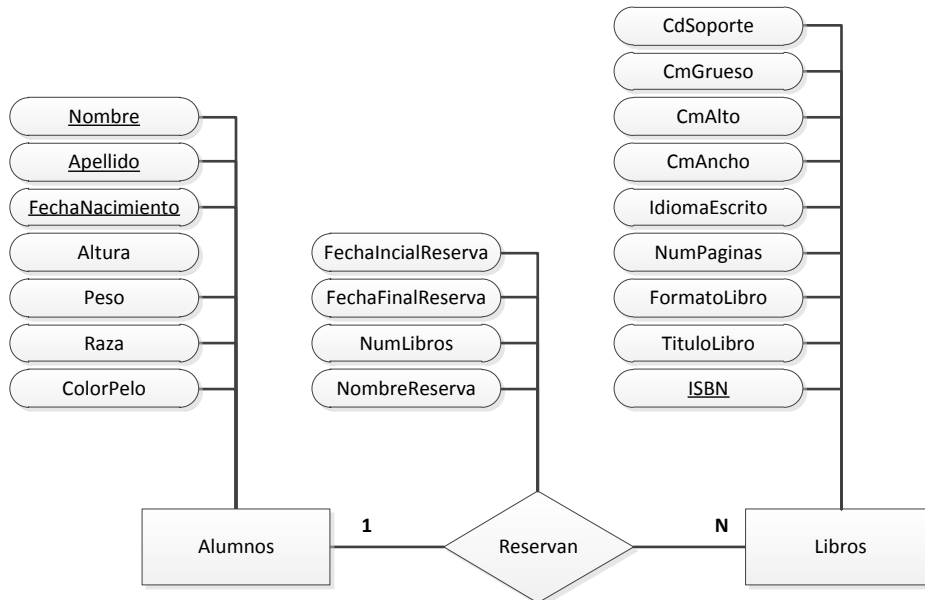 Nombre
Apellido
FechaNacimiento
Altura
Peso
Raza
ColorPelo
FechaIncialReserva
FechaFinalReserva
NumLibros
NombreReserva
CdSoporte
CmGrueso
CmAlto
CmAncho
IdiomaEscrito
NumPaginas
FormatoLibro
TituloLibro
ISBN
Alumnos
1
Reservan
N
Libros